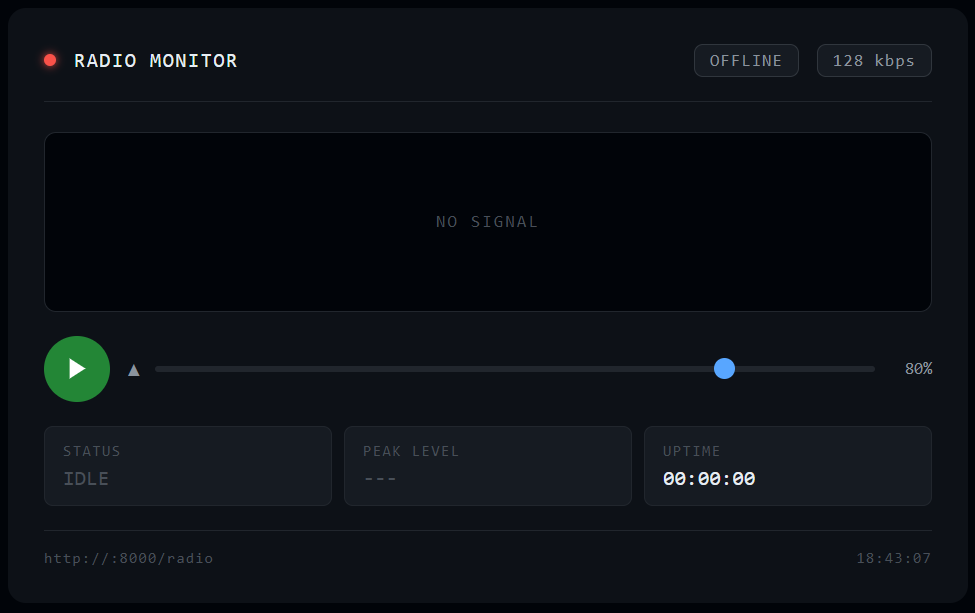 RADIO MONITOR
OFFLINE
128 kbps
NO SIGNAL
80%
STATUS
IDLE
PEAK LEVEL
---
UPTIME
00:00:00
http://:8000/radio
18:43:07